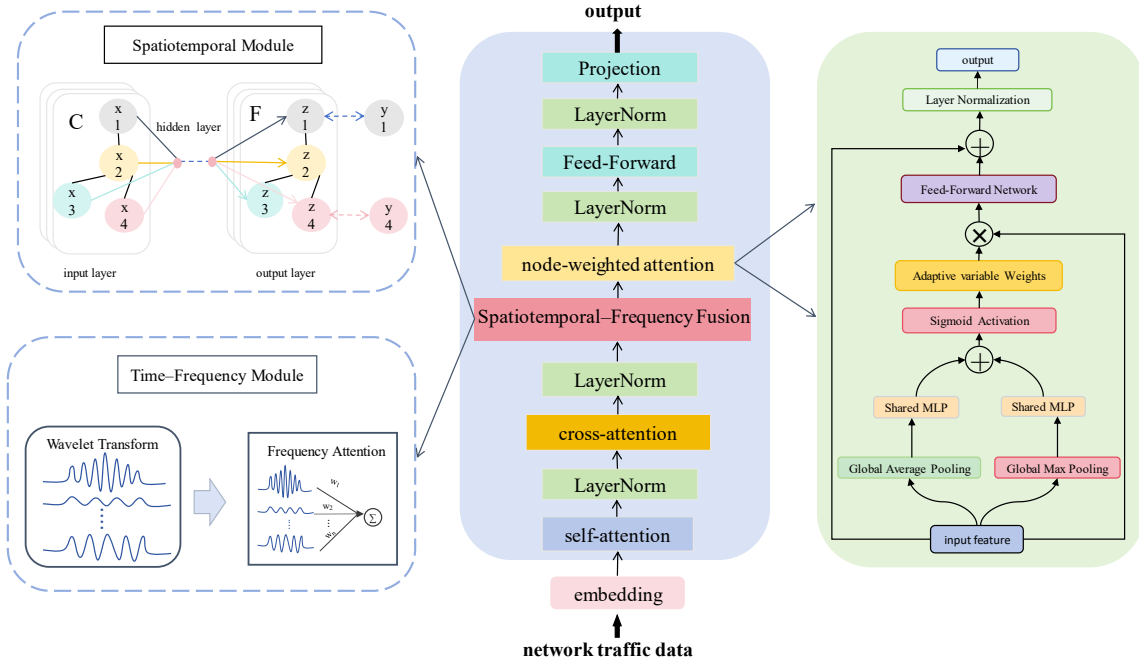 output
Spatiotemporal Module
C
x
1
x
2
x
3
x
4
hidden layer
F
z
1
z
2
z
3
z
4
y
1
y
4
input layer
output layer
Time–Frequency Module
Wavelet Transform
Frequency Attention
w1
w2
wn
Σ
Projection
LayerNorm
Feed-Forward
LayerNorm
node-weighted attention
Spatiotemporal–Frequency Fusion
LayerNorm
cross-attention
LayerNorm
self-attention
embedding
network traffic data
output
Layer Normalization
Feed-Forward Network
Adaptive variable Weights
Sigmoid Activation
Shared MLP
Shared MLP
Global Average Pooling
Global Max Pooling
input feature